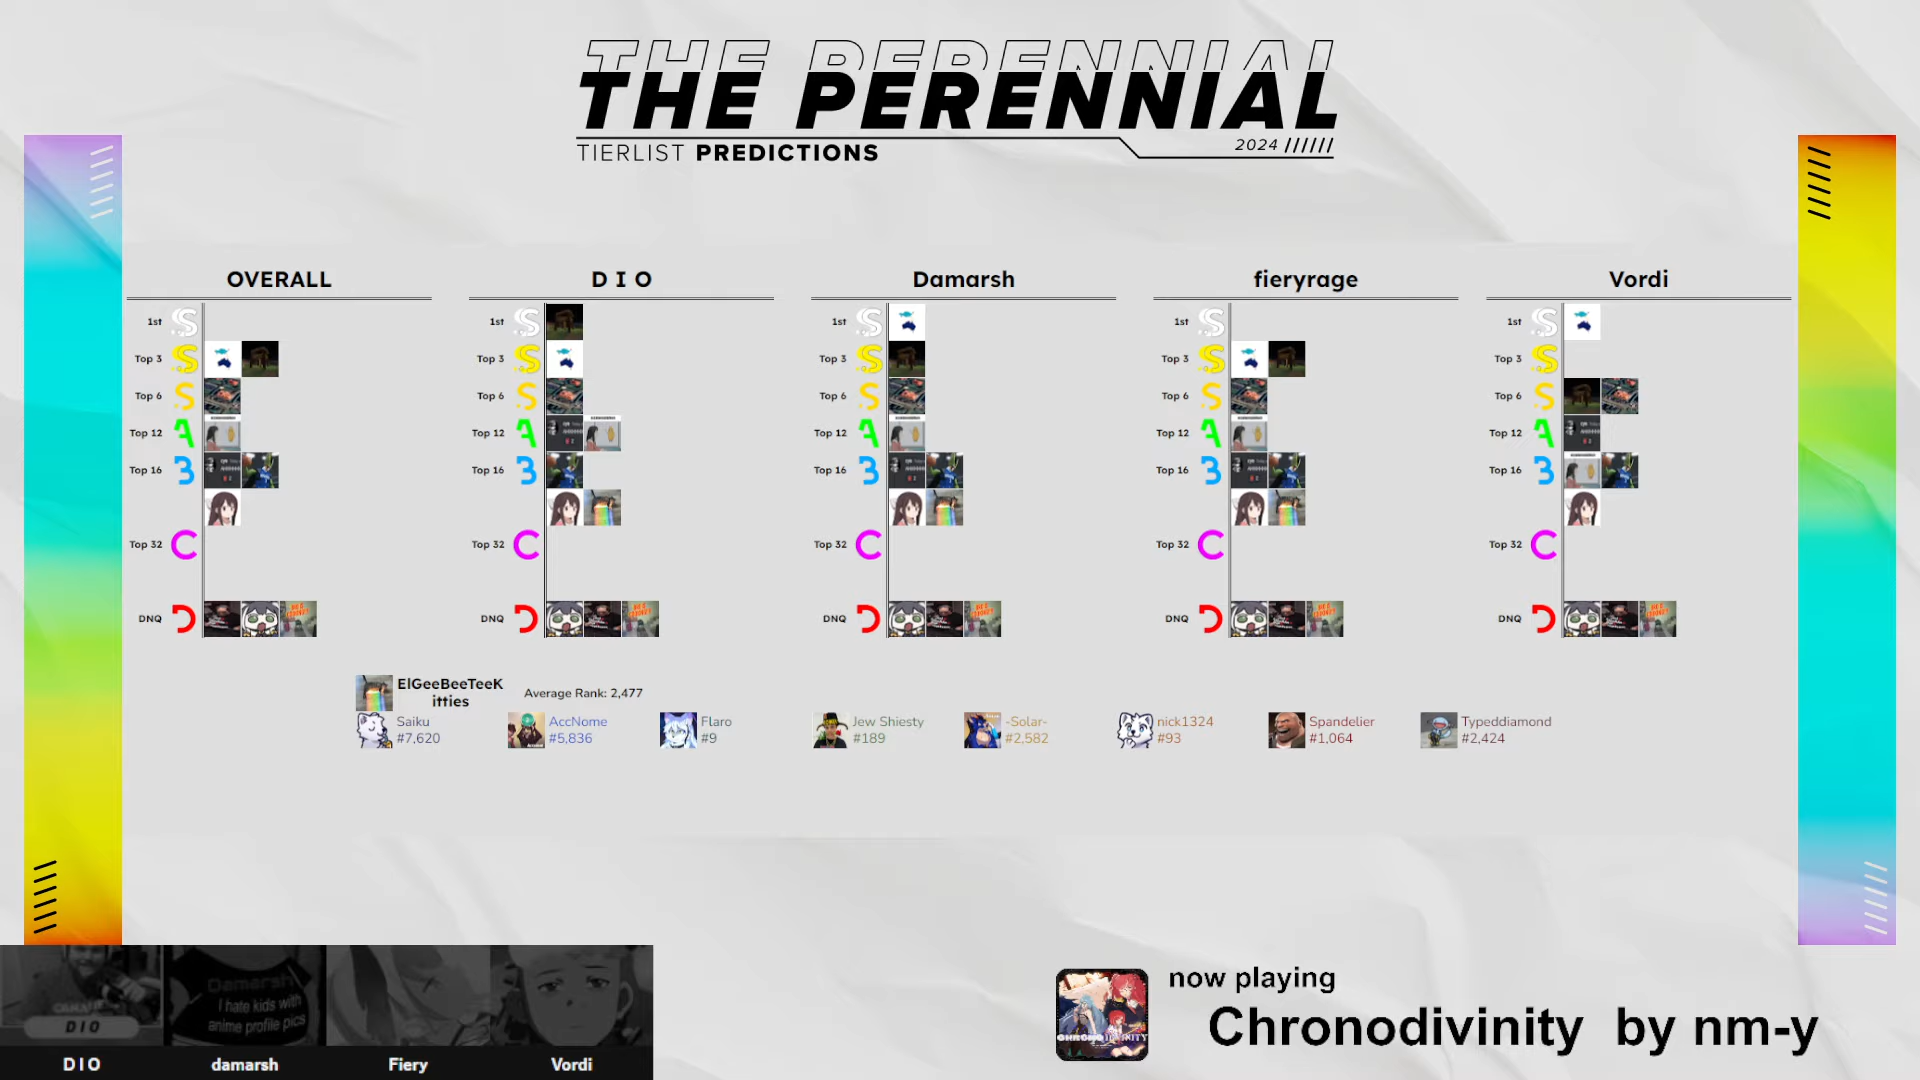 THE PERENNIAL
THE PERENNIAL
TIERLIST PREDICTIONS
2024 //////
OVERALL
D I O
Damarsh
fieryrage
Vordi
1st S
Top 3 S
Top 6 S
Top 12 A
Top 16 B
Top 32 C
DNQ D
1st S
Top 3 S
Top 6 S
Top 12 A
Top 16 B
Top 32 C
DNQ D
1st S
Top 3 S
Top 6 S
Top 12 A
Top 16 B
Top 32 C
DNQ D
1st S
Top 3 S
Top 6 S
Top 12 A
Top 16 B
Top 32 C
DNQ D
1st S
Top 3 S
Top 6 S
Top 12 A
Top 16 B
Top 32 C
DNQ D
ElGeeBeeTeeK
itties
Average Rank: 2,477
Saiku
#7,620
AccNome
#5,836
Flaro
#9
Jew Shiesty
#189
-Solar-
#2,582
nick1324
#93
Spandelier
#1,064
Typeddiamond
#2,424
D I O
Damarsh
I hate kids with
anime profile pics
D I O
damarsh
Fiery
Vordi
now playing
Chronodivinity by nm-y